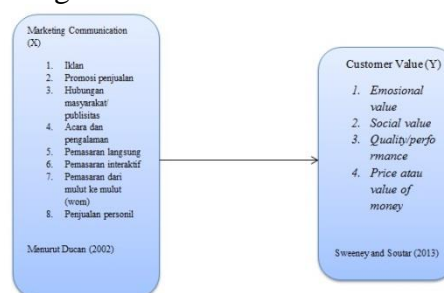 Marketing Communication
(X)
1. Iklan
2. Promosi penjualan
3. Hubungan
masyarakat/
publisitas
4. Acara dan
pengalaman
5. Pemasaran langsung
6. Pemasaran interaktif
7. Pemasaran dari
mulut ke mulut
(wom)
8. Penjualan personil
Menurut Ducan (2002)
Customer Value (Y)
1. Emosional
value
2. Social value
3. Quality/perfo
rmance
4. Price atau
value of
money
Sweeney and Soutar (2013)